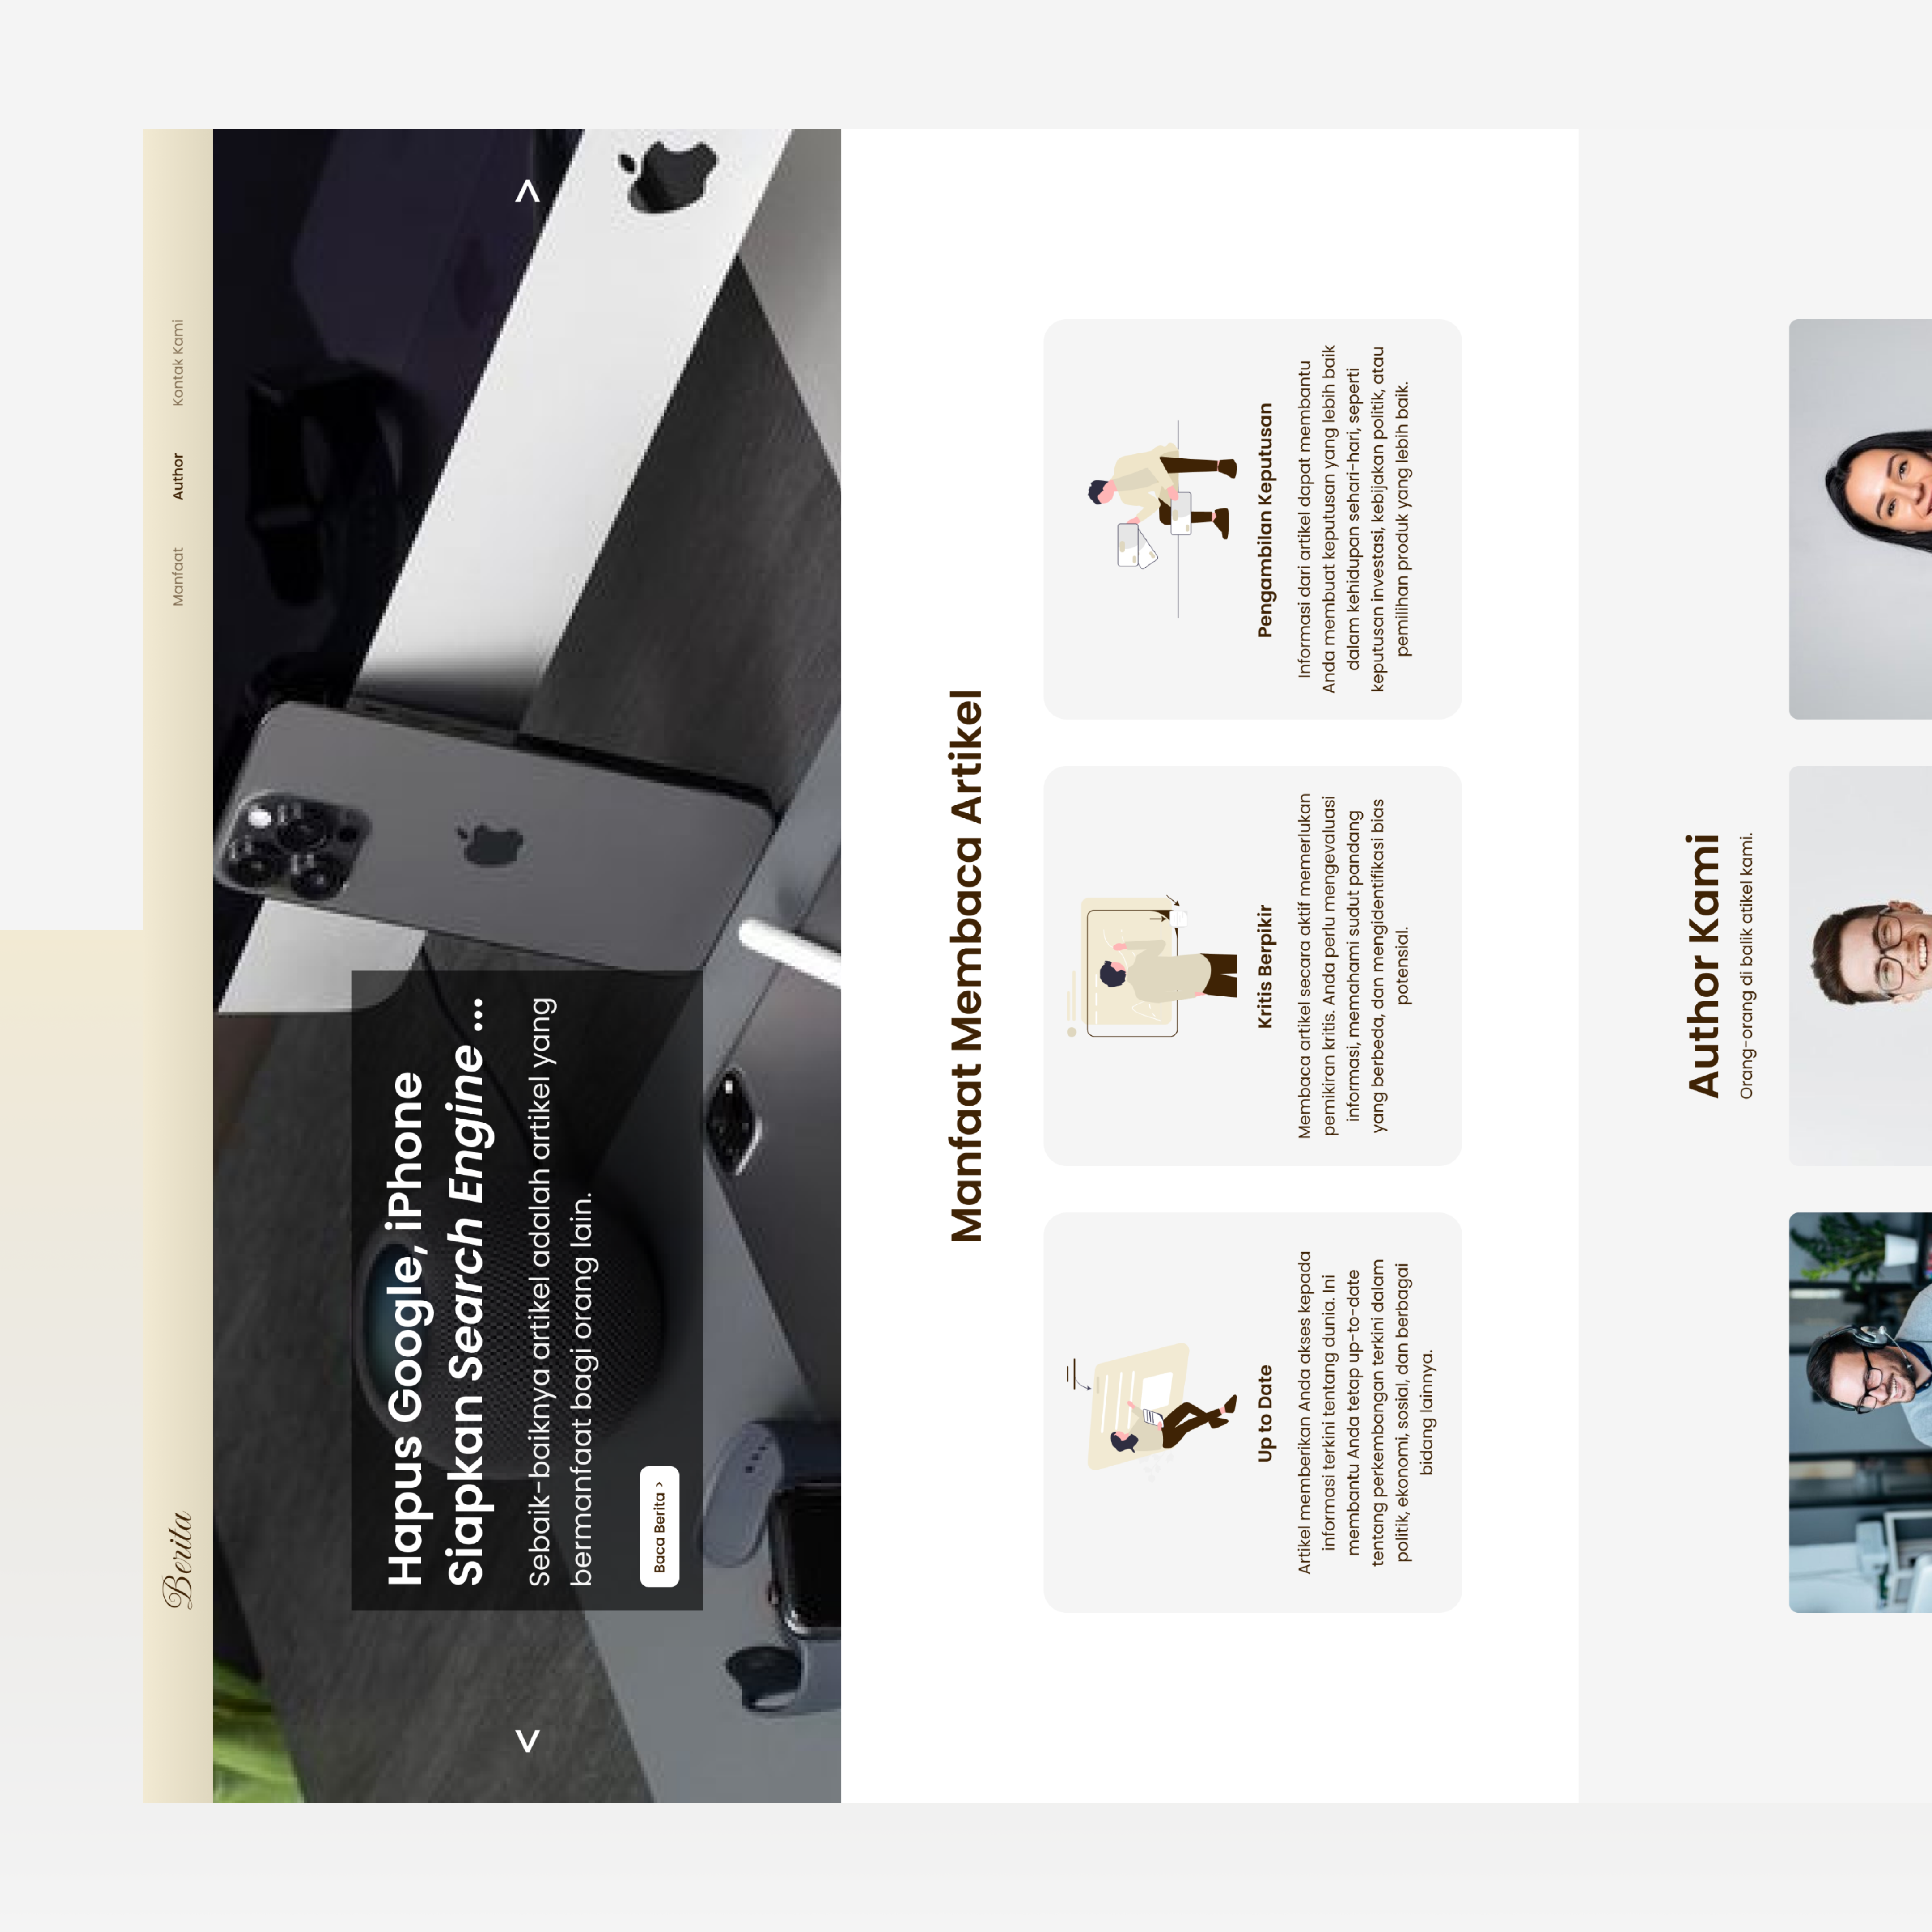 Berita
Manfaat
Author
Kontak Kami
Hapus Google, iPhone
Siapkan Search Engine ...
Sebaik-baiknya artikel adalah artikel yang
bermanfaat bagi orang lain.
Baca Berita ›
<
>
Manfaat Membaca Artikel
Up to Date
Artikel memberikan Anda akses kepada
informasi terkini tentang dunia. Ini
membantu Anda tetap up-to-date
tentang perkembangan terkini dalam
politik, ekonomi, sosial, dan berbagai
bidang lainnya.
Kritis Berpikir
Membaca artikel secara aktif memerlukan
pemikiran kritis. Anda perlu mengevaluasi
informasi, memahami sudut pandang
yang berbeda, dan mengidentifikasi bias
potensial.
Pengambilan Keputusan
Informasi dari artikel dapat membantu
Anda membuat keputusan yang lebih baik
dalam kehidupan sehari-hari, seperti
keputusan investasi, kebijakan politik, atau
pemilihan produk yang lebih baik.
Author Kami
Orang-orang di balik atikel kami.